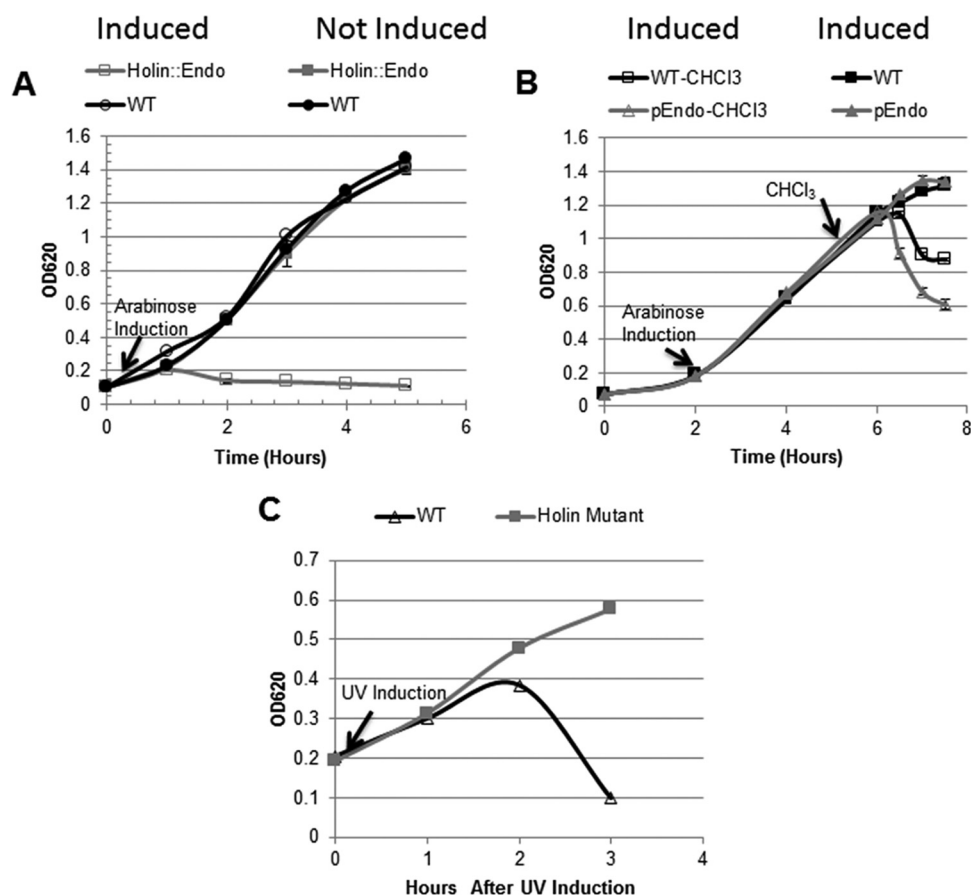 Induced Not Induced Induced Induced
A
Holin::Endo Holin::Endo
WT WT
1.6
1.4
1.2
1
0.8
0.6
0.4
0.2
0
OD620
Arabinose
Induction
0 2 4 6
Time (Hours)
B
WT-CHCl3 WT
pEndo-CHCl3 pEndo
1.6
1.4
1.2
1
0.8
0.6
0.4
0.2
0
OD620
CHCl₃
Arabinose
Induction
0 2 4 6 8
Time (Hours)
C
WT Holin Mutant
0.7
0.6
0.5
0.4
0.3
0.2
0.1
0
OD620
UV Induction
0 1 2 3 4
Hours After UV Induction